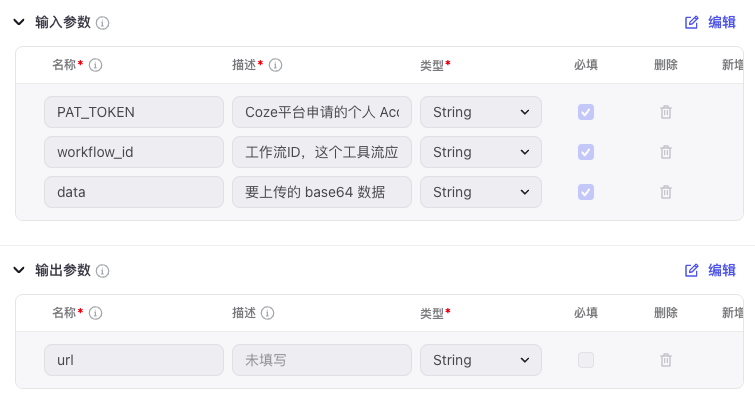 输入参数 编辑
名称* 描述* 类型* 必填 删除 新增
PAT_TOKEN Coze平台申请的个人 Acc String
workflow_id 工作流ID，这个工具流应 String
data 要上传的 base64 数据 String
输出参数 编辑
名称* 描述 类型* 必填 删除 新增
url 未填写 String